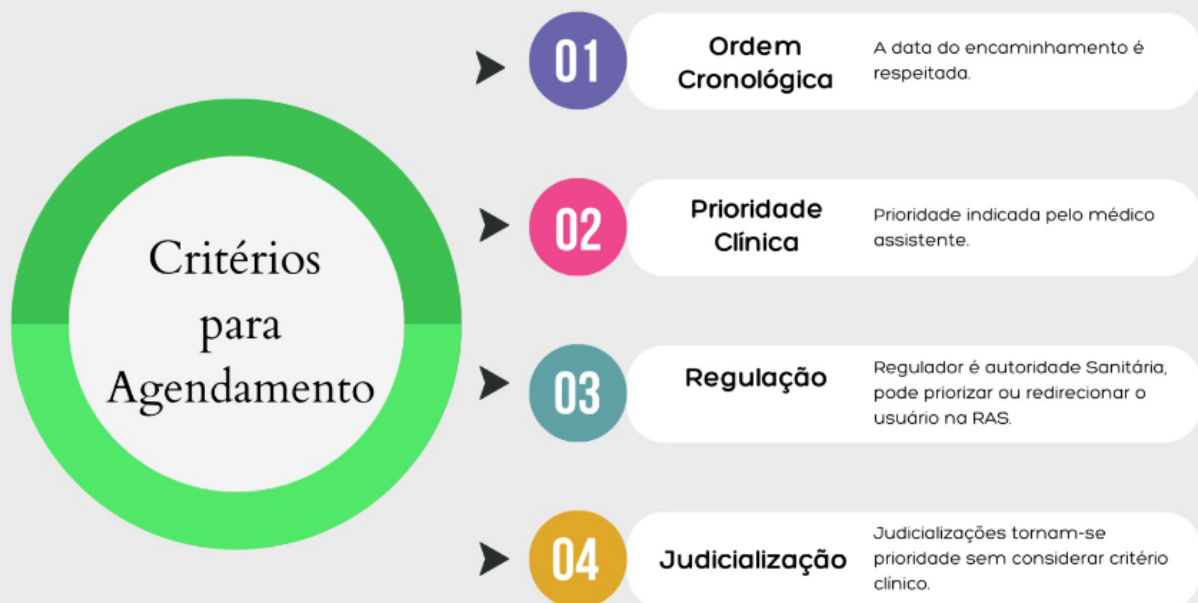 Critérios
para
Agendamento
01
Ordem
Cronológica
A data do encaminhamento é
respeitada.
02
Prioridade
Clínica
Prioridade indicada pelo médico
assistente.
03
Regulação
Regulador é autoridade Sanitária,
pode priorizar ou redirecionar o
usuário na RAS.
04
Judicialização
Judicializações tornam-se
prioridade sem considerar critério
clínico.